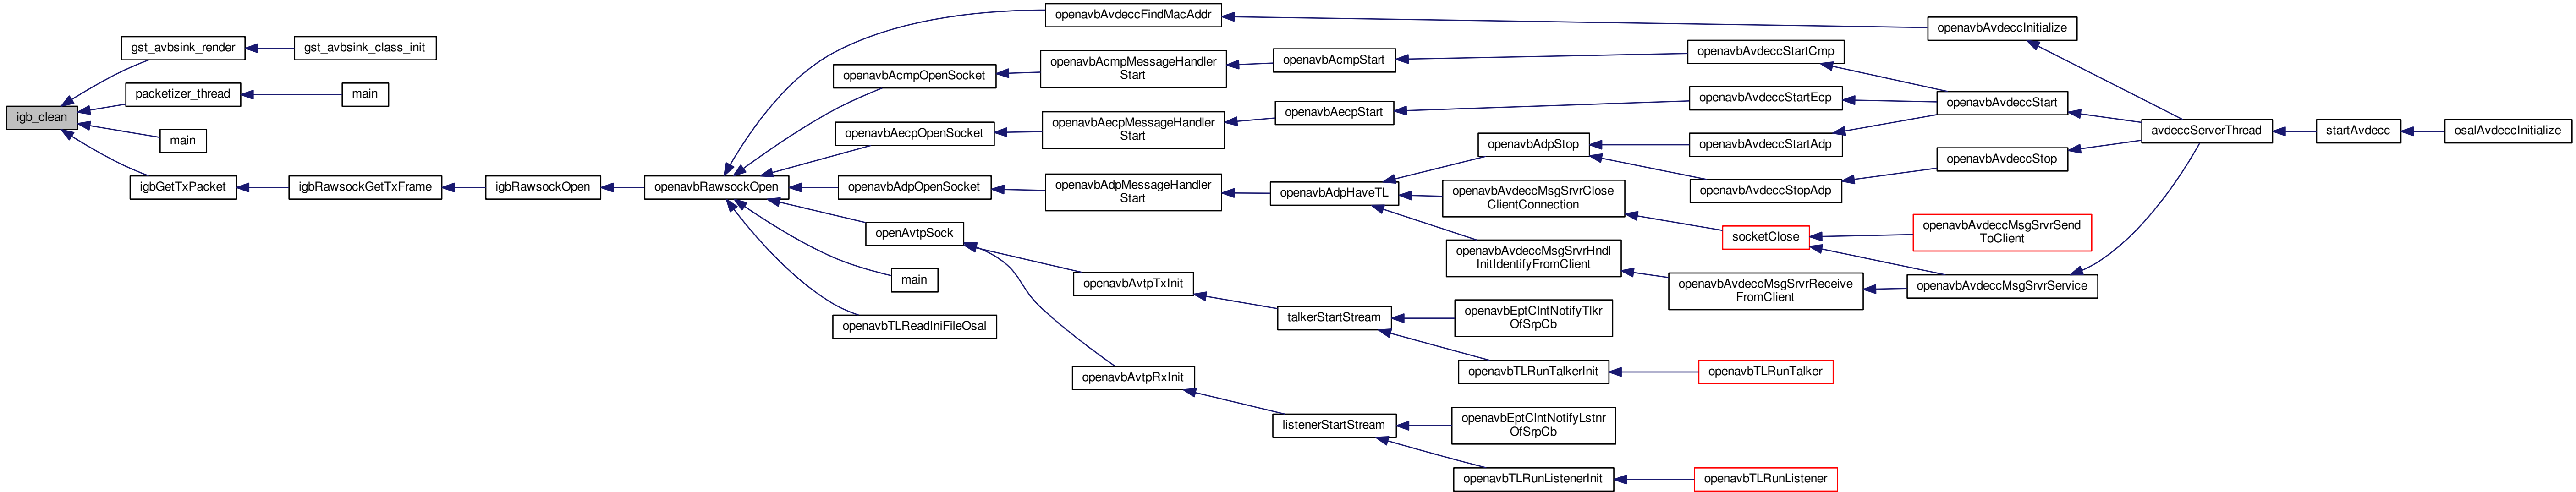 igb_clean
gst_avbsink_render
gst_avbsink_class_init
packetizer_thread
main
main
igbGetTxPacket
igbRawsockGetTxFrame
igbRawsockOpen
openavbRawsockOpen
openavbAvdeccFindMacAddr
openavbAvdeccInitialize
openavbAcmpOpenSocket
openavbAcmpMessageHandler
Start
openavbAcmpStart
openavbAvdeccStartCmp
openavbAecpOpenSocket
openavbAecpMessageHandler
Start
openavbAecpStart
openavbAvdeccStartEcp
openavbAvdeccStart
openavbAdpOpenSocket
openavbAdpMessageHandler
Start
openavbAdpHaveTL
openavbAdpStop
openavbAvdeccStartAdp
openavbAvdeccStopAdp
openavbAvdeccStop
avdeccServerThread
startAvdecc
osalAvdeccInitialize
openavbAvdeccMsgSrvrClose
ClientConnection
socketClose
openavbAvdeccMsgSrvrSend
ToClient
openavbAvdeccMsgSrvrHndl
InitIdentifyFromClient
openavbAvdeccMsgSrvrReceive
FromClient
openavbAvdeccMsgSrvrService
openAvtpSock
main
openavbTLReadIniFileOsal
openavbAvtpTxInit
talkerStartStream
openavbEptClntNotifyTlkr
OfSrpCb
openavbTLRunTalkerInit
openavbTLRunTalker
openavbAvtpRxInit
listenerStartStream
openavbEptClntNotifyLstnr
OfSrpCb
openavbTLRunListenerInit
openavbTLRunListener